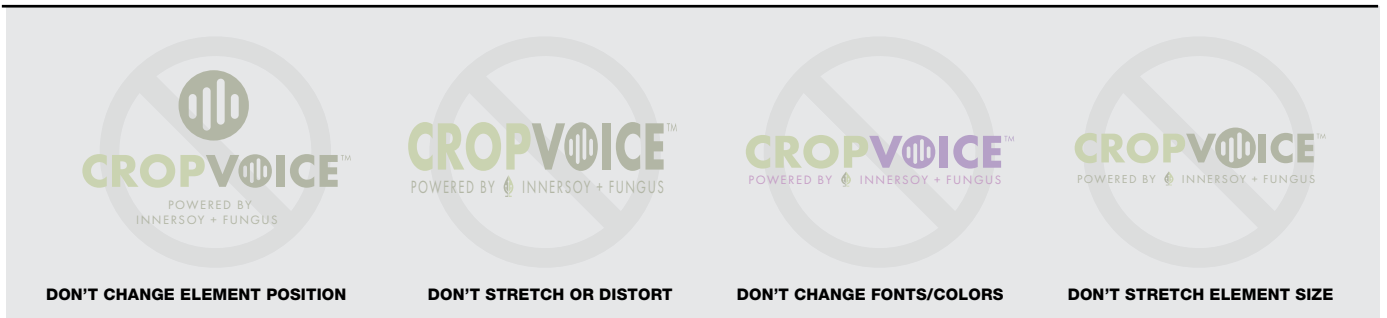 CROPVOICE™
POWERED BY
INNERSOY + FUNGUS
DON'T CHANGE ELEMENT POSITION
CROPVOICE™
POWERED BY INNERSOY + FUNGUS
DON'T STRETCH OR DISTORT
CROPVOICE™
POWERED BY INNERSOY + FUNGUS
DON'T CHANGE FONTS/COLORS
CROPVOICE™
POWERED BY INNERSOY + FUNGUS
DON'T STRETCH ELEMENT SIZE